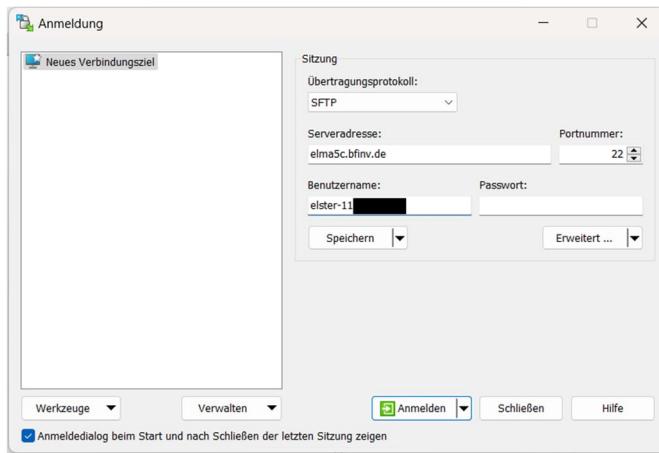 Anmeldung
Neues Verbindungsziel
Sitzung
Übertragungsprotokoll:
SFTP
Serveradresse:
Portnummer:
elma5c.bfinv.de
22
Benutzername:
Passwort:
elster-11
Speichern
Erweitert ...
Werkzeuge
Verwalten
Anmelden
Schließen
Hilfe
Anmeldedialog beim Start und nach Schließen der letzten Sitzung zeigen